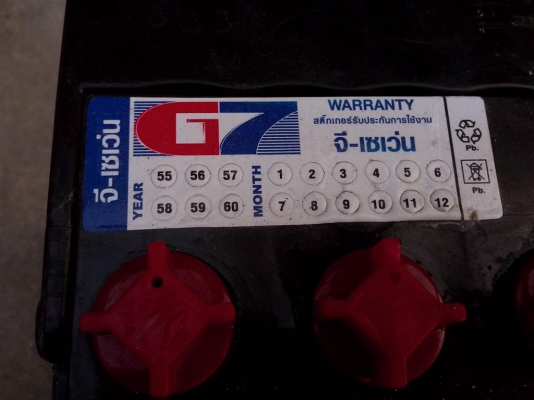 จี-เซเว่น
G7
WARRANTY
สติ๊กเกอร์รับประกันการใช้งาน
จี-เซเว่น
YEAR
55 56 57
58 59 60
MONTH
1 2 3 4 5 6
7 8 9 10 11 12
Pb.
Pb.